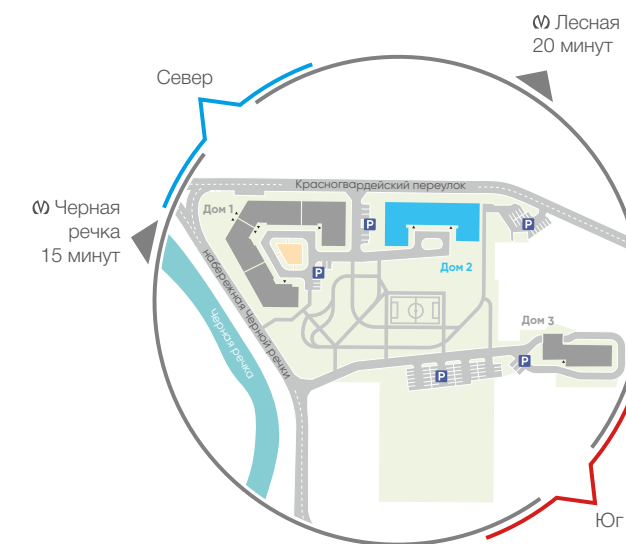 Лесная
20 минут
Север
Красногвардейский переулок
Дом 1
P
P
Черная
речка
15 минут
Дом 2
P
набережная Черной речки
Черная речка
Дом 3
P
P
Юг